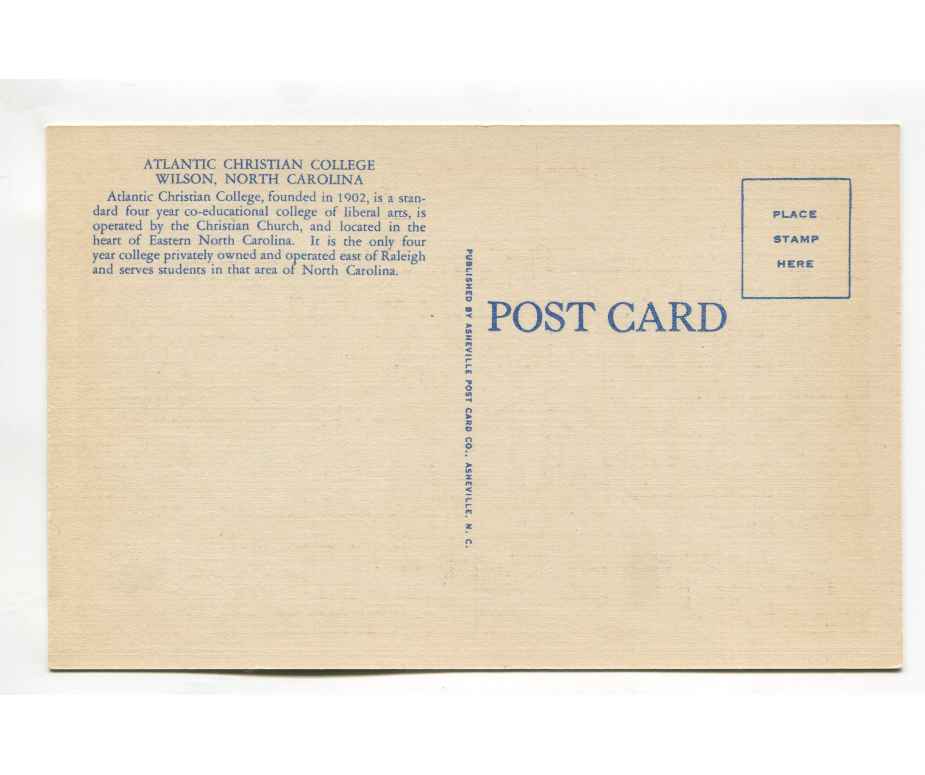 ATLANTIC CHRISTIAN COLLEGE
WILSON, NORTH CAROLINA
Atlantic Christian College, founded in 1902, is a stan-
dard four year co-educational college of liberal arts, is
operated by the Christian Church, and located in the
heart of Eastern North Carolina. It is the only four
year college privately owned and operated east of Raleigh
and serves students in that area of North Carolina.
PUBLISHED BY ASHEVILLE POST CARD CO., ASHEVILLE, N. C.
POST CARD
PLACE
STAMP
HERE